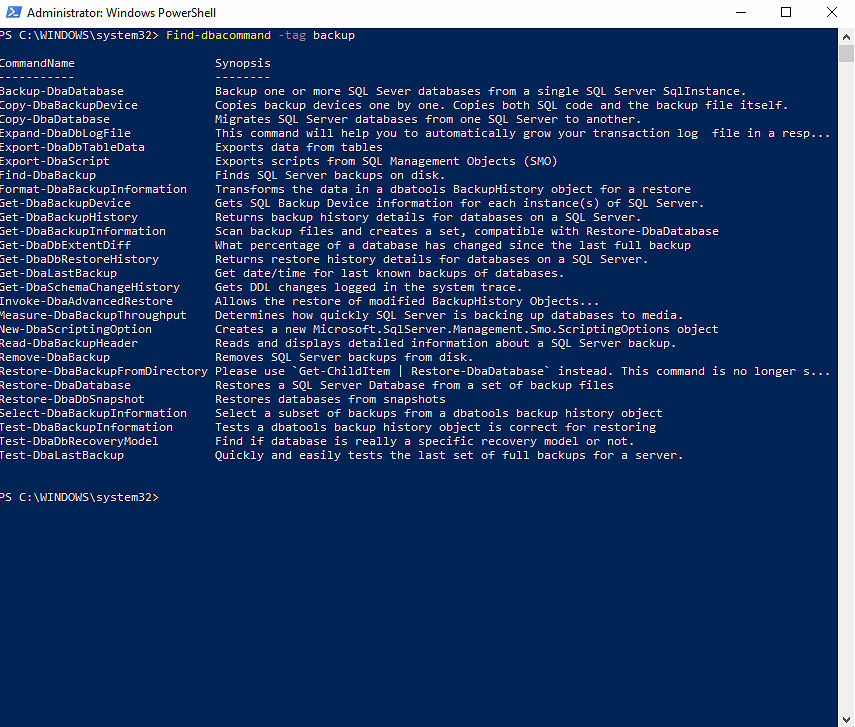 Administrator: Windows PowerShell
PS C:\WINDOWS\system32> Find-dbacommand -tag backup
CommandName Synopsis
----------- --------
Backup-DbaDatabase Backup one or more SQL Sever databases from a single SQL Server SqlInstance.
Copy-DbaBackupDevice Copies backup devices one by one. Copies both SQL code and the backup file itself.
Copy-DbaDatabase Migrates SQL Server databases from one SQL Server to another.
Expand-DbaDbLogFile This command will help you to automatically grow your transaction log  file in a resp...
Export-DbaDbTableData Exports data from tables
Export-DbaScript Exports scripts from SQL Management Objects (SMO)
Find-DbaBackup Finds SQL Server backups on disk.
Format-DbaBackupInformation Transforms the data in a dbatools BackupHistory object for a restore
Get-DbaBackupDevice Gets SQL Backup Device information for each instance(s) of SQL Server.
Get-DbaBackupHistory Returns backup history details for databases on a SQL Server.
Get-DbaBackupInformation Scan backup files and creates a set, compatible with Restore-DbaDatabase
Get-DbaDbExtentDiff What percentage of a database has changed since the last full backup
Get-DbaDbRestoreHistory Returns restore history details for databases on a SQL Server.
Get-DbaLastBackup Get date/time for last known backups of databases.
Get-DbaSchemaChangeHistory Gets DDL changes logged in the system trace.
Invoke-DbaAdvancedRestore Allows the restore of modified BackupHistory Objects...
Measure-DbaBackupThroughput Determines how quickly SQL Server is backing up databases to media.
New-DbaScriptingOption Creates a new Microsoft.SqlServer.Management.Smo.ScriptingOptions object
Read-DbaBackupHeader Reads and displays detailed information about a SQL Server backup.
Remove-DbaBackup Removes SQL Server backups from disk.
Restore-DbaBackupFromDirectory Please use `Get-ChildItem | Restore-DbaDatabase` instead. This command is no longer s...
Restore-DbaDatabase Restores a SQL Server Database from a set of backup files
Restore-DbaDbSnapshot Restores databases from snapshots
Select-DbaBackupInformation Select a subset of backups from a dbatools backup history object
Test-DbaBackupInformation Tests a dbatools backup history object is correct for restoring
Test-DbaDbRecoveryModel Find if database is really a specific recovery model or not.
Test-DbaLastBackup Quickly and easily tests the last set of full backups for a server.
PS C:\WINDOWS\system32>